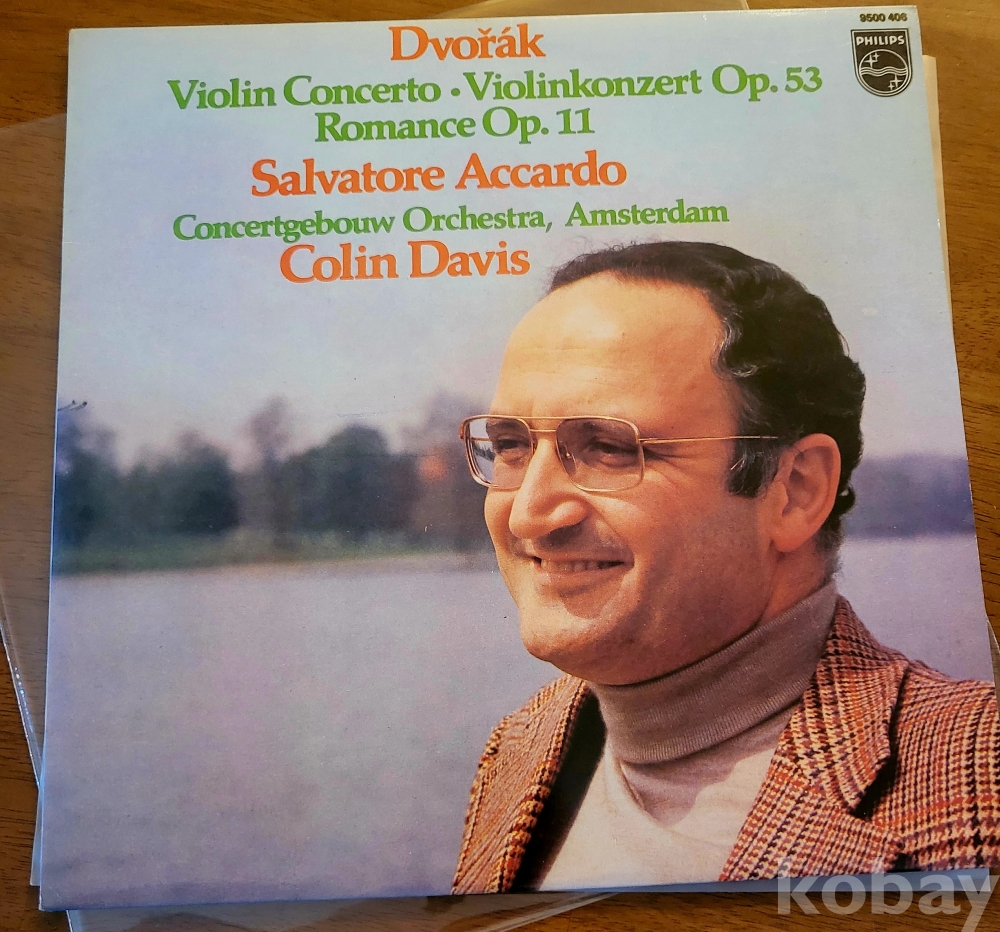 9500 406
PHILIPS
Dvořák
Violin Concerto • Violinkonzert Op. 53
Romance Op. 11
Salvatore Accardo
Concertgebouw Orchestra, Amsterdam
Colin Davis
kobay